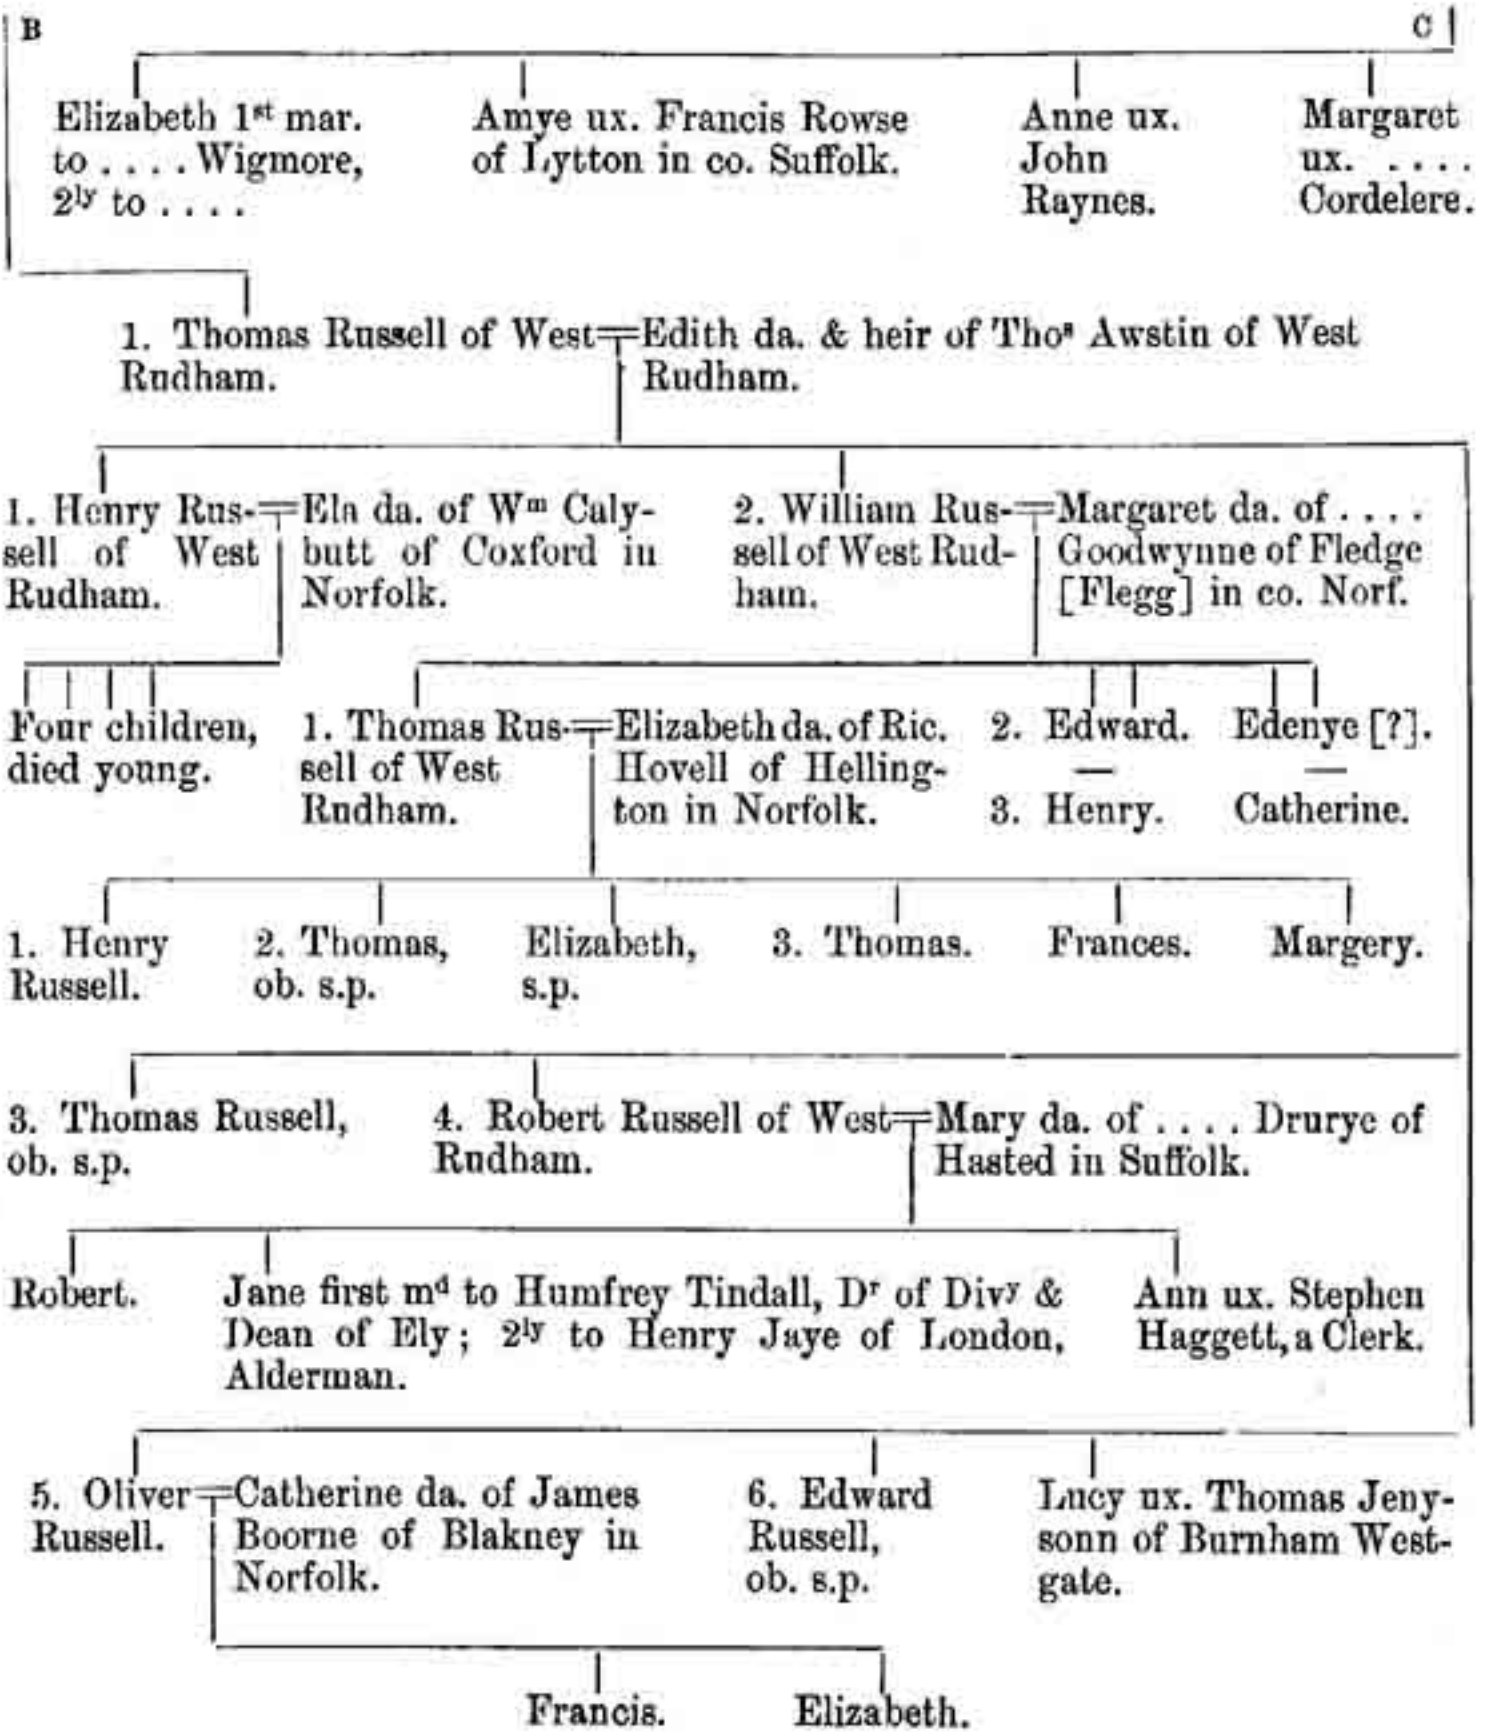 B C
Elizabeth 1st mar.
to .... Wigmore,
2ly to ....
Amye ux. Francis Rowse
of Lytton in co. Suffolk.
Anne ux.
John
Raynes.
Margaret
ux. ....
Cordelere.
1. Thomas Russell of West
Rudham.
Edith da. & heir of Thos Awstin of West
Rudham.
1. Henry Rus-
sell of West
Rudham.
Ela da. of Wm Caly-
butt of Coxford in
Norfolk.
2. William Rus-
sell of West Rud-
ham.
Margaret da. of ....
Goodwynne of Fledge
[Flegg] in co. Norf.
Four children,
died young.
1. Thomas Rus-
sell of West
Rudham.
Elizabeth da. of Ric.
Hovell of Helling-
ton in Norfolk.
2. Edward.
—
3. Henry.
Edenye [?].
—
Catherine.
1. Henry
Russell.
2. Thomas,
ob. s.p.
Elizabeth,
s.p.
3. Thomas.
Frances.
Margery.
3. Thomas Russell,
ob. s.p.
4. Robert Russell of West
Rudham.
Mary da. of .... Drurye of
Hasted in Suffolk.
Robert.
Jane first md to Humfrey Tindall, Dr of Divy &
Dean of Ely; 2ly to Henry Jaye of London,
Alderman.
Ann ux. Stephen
Haggett, a Clerk.
5. Oliver
Russell.
Catherine da. of James
Boorne of Blakney in
Norfolk.
6. Edward
Russell,
ob. s.p.
Lucy ux. Thomas Jeny-
sonn of Burnham West-
gate.
Francis.
Elizabeth.